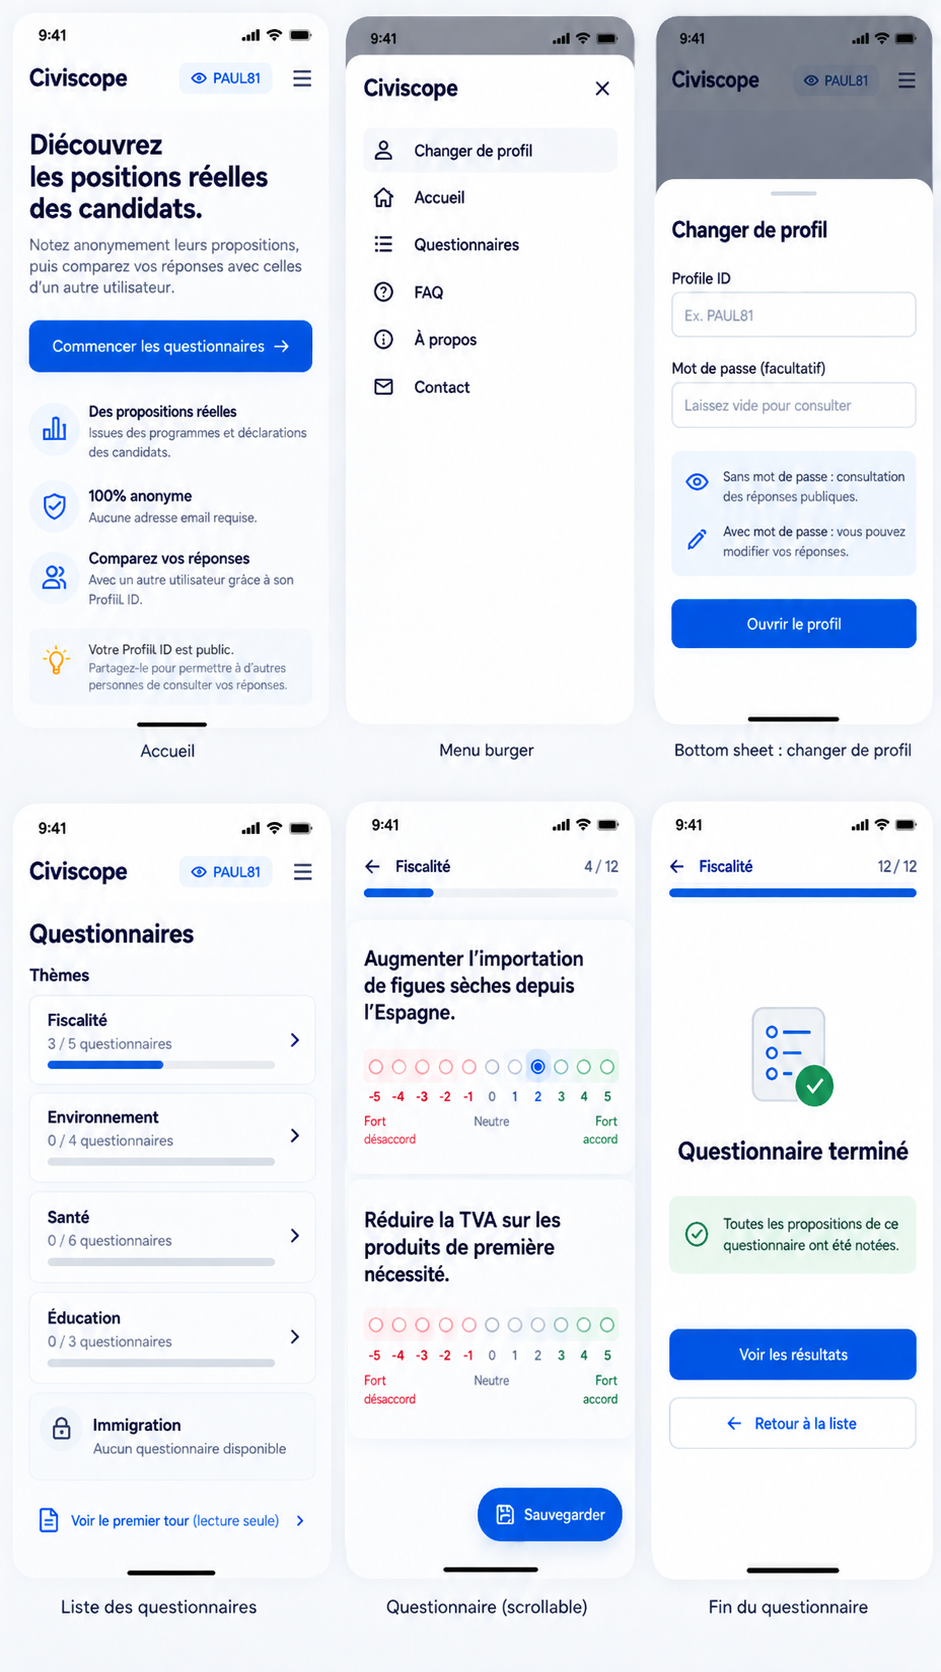 9:41
Civiscope
PAUL81
Diécouvrez
les positions réelles
des candidats.
Notez anonymement leurs propositions,
puis comparez vos réponses avec celles
d'un autre utilisateur.
Commencer les questionnaires →
Des propositions réelles
Issues des programmes et déclarations
des candidats.
100% anonyme
Aucune adresse email requise.
Comparez vos réponses
Avec un autre utilisateur grâce à son
Profiil ID.
Votre Profiil ID est public.
Partagez-le pour permettre à d'autres
personnes de consulter vos réponses.
Accueil
9:41
Civiscope
Changer de profil
Accueil
Questionnaires
FAQ
À propos
Contact
Menu burger
9:41
Civiscope
PAUL81
Changer de profil
Profile ID
Ex. PAUL81
Mot de passe (facultatif)
Laissez vide pour consulter
Sans mot de passe : consultation
des réponses publiques.
Avec mot de passe : vous pouvez
modifier vos réponses.
Ouvrir le profil
Bottom sheet : changer de profil
9:41
Civiscope
PAUL81
Questionnaires
Thèmes
Fiscalité
3 / 5 questionnaires
Environnement
0 / 4 questionnaires
Santé
0 / 6 questionnaires
Éducation
0 / 3 questionnaires
Immigration
Aucun questionnaire disponible
Voir le premier tour (lecture seule)
Liste des questionnaires
9:41
← Fiscalité 4 / 12
Augmenter l'importation
de figues sèches depuis
l'Espagne.
-5 -4 -3 -2 -1 0 1 2 3 4 5
Fort Neutre Fort
désaccord accord
Réduire la TVA sur les
produits de première
nécessité.
-5 -4 -3 -2 -1 0 1 2 3 4 5
Fort Neutre Fort
désaccord accord
Sauvegarder
Questionnaire (scrollable)
9:41
← Fiscalité 12 / 12
Questionnaire terminé
Toutes les propositions de ce
questionnaire ont été notées.
Voir les résultats
← Retour à la liste
Fin du questionnaire